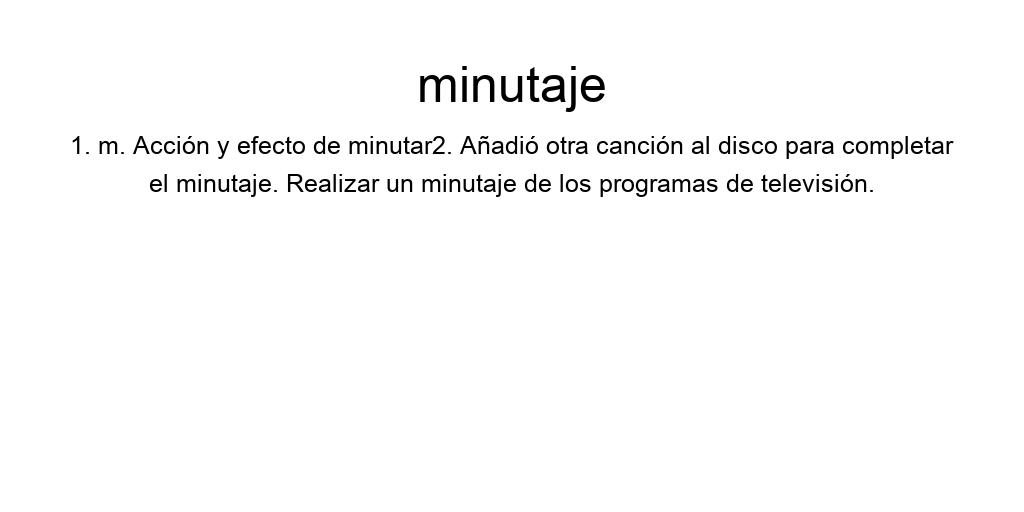 minutaje
1. m. Acción y efecto de minutar2. Añadió otra canción al disco para completar
el minutaje. Realizar un minutaje de los programas de televisión.